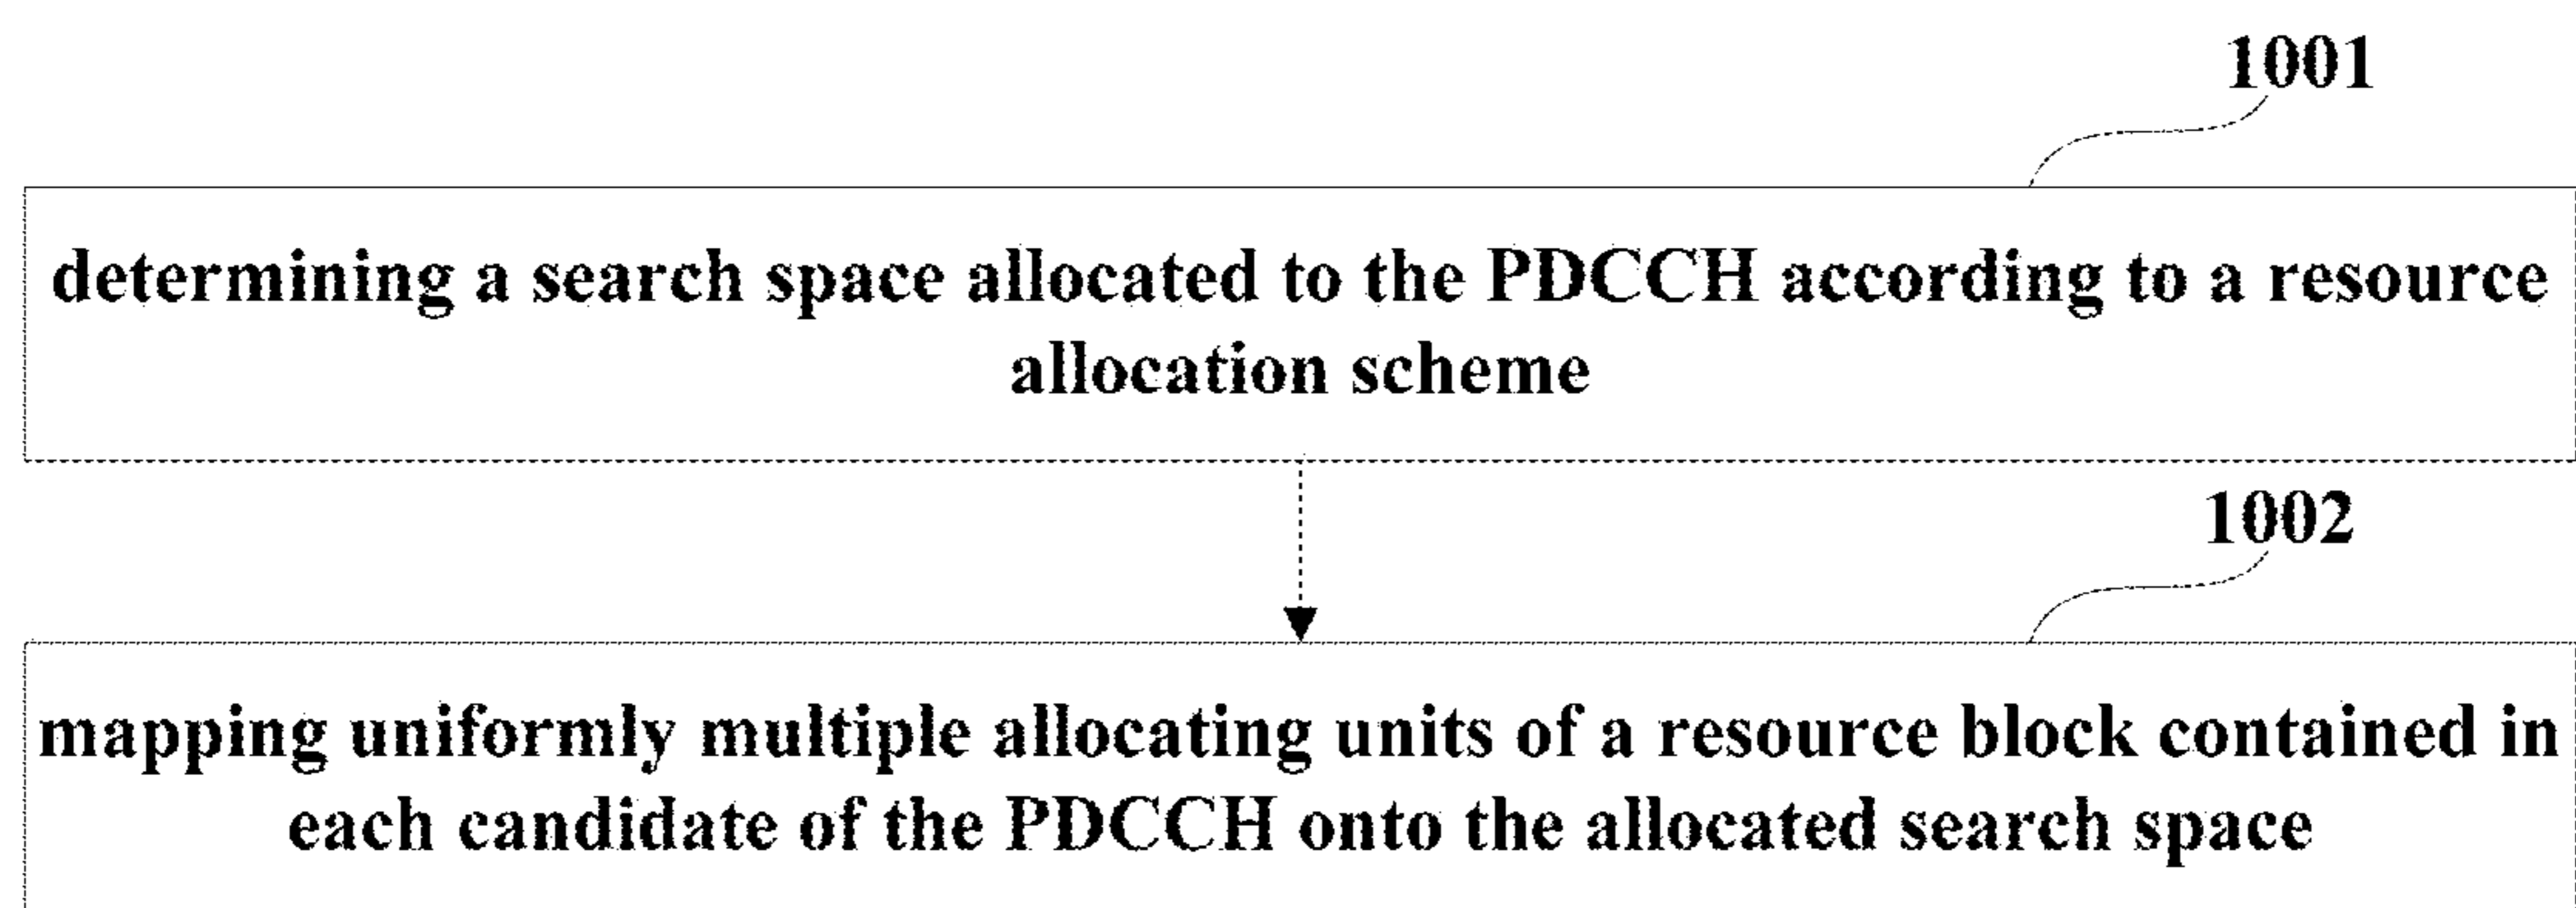 1001
determining a search space allocated to the PDCCH according to a resource
allocation scheme
1002
mapping uniformly multiple allocating units of a resource block contained in
each candidate of the PDCCH onto the allocated search space